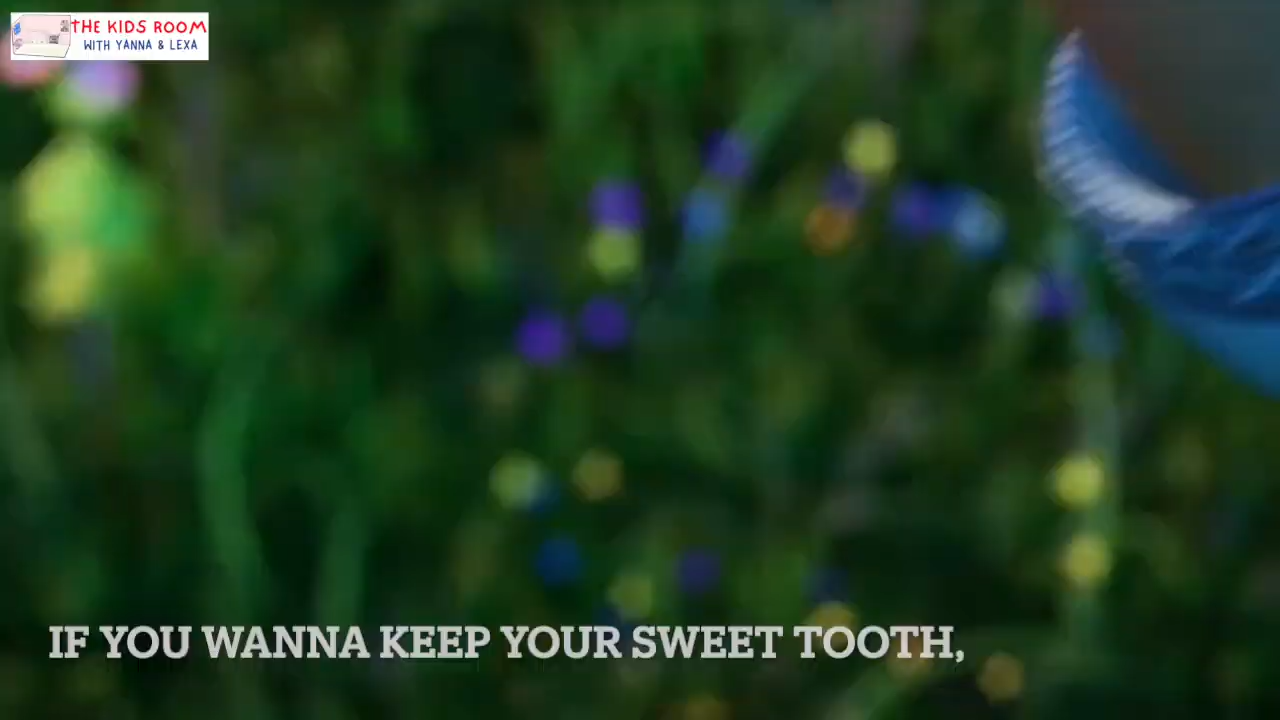 THE KIDS ROOM
WITH YANNA & LEXA
IF YOU WANNA KEEP YOUR SWEET TOOTH,